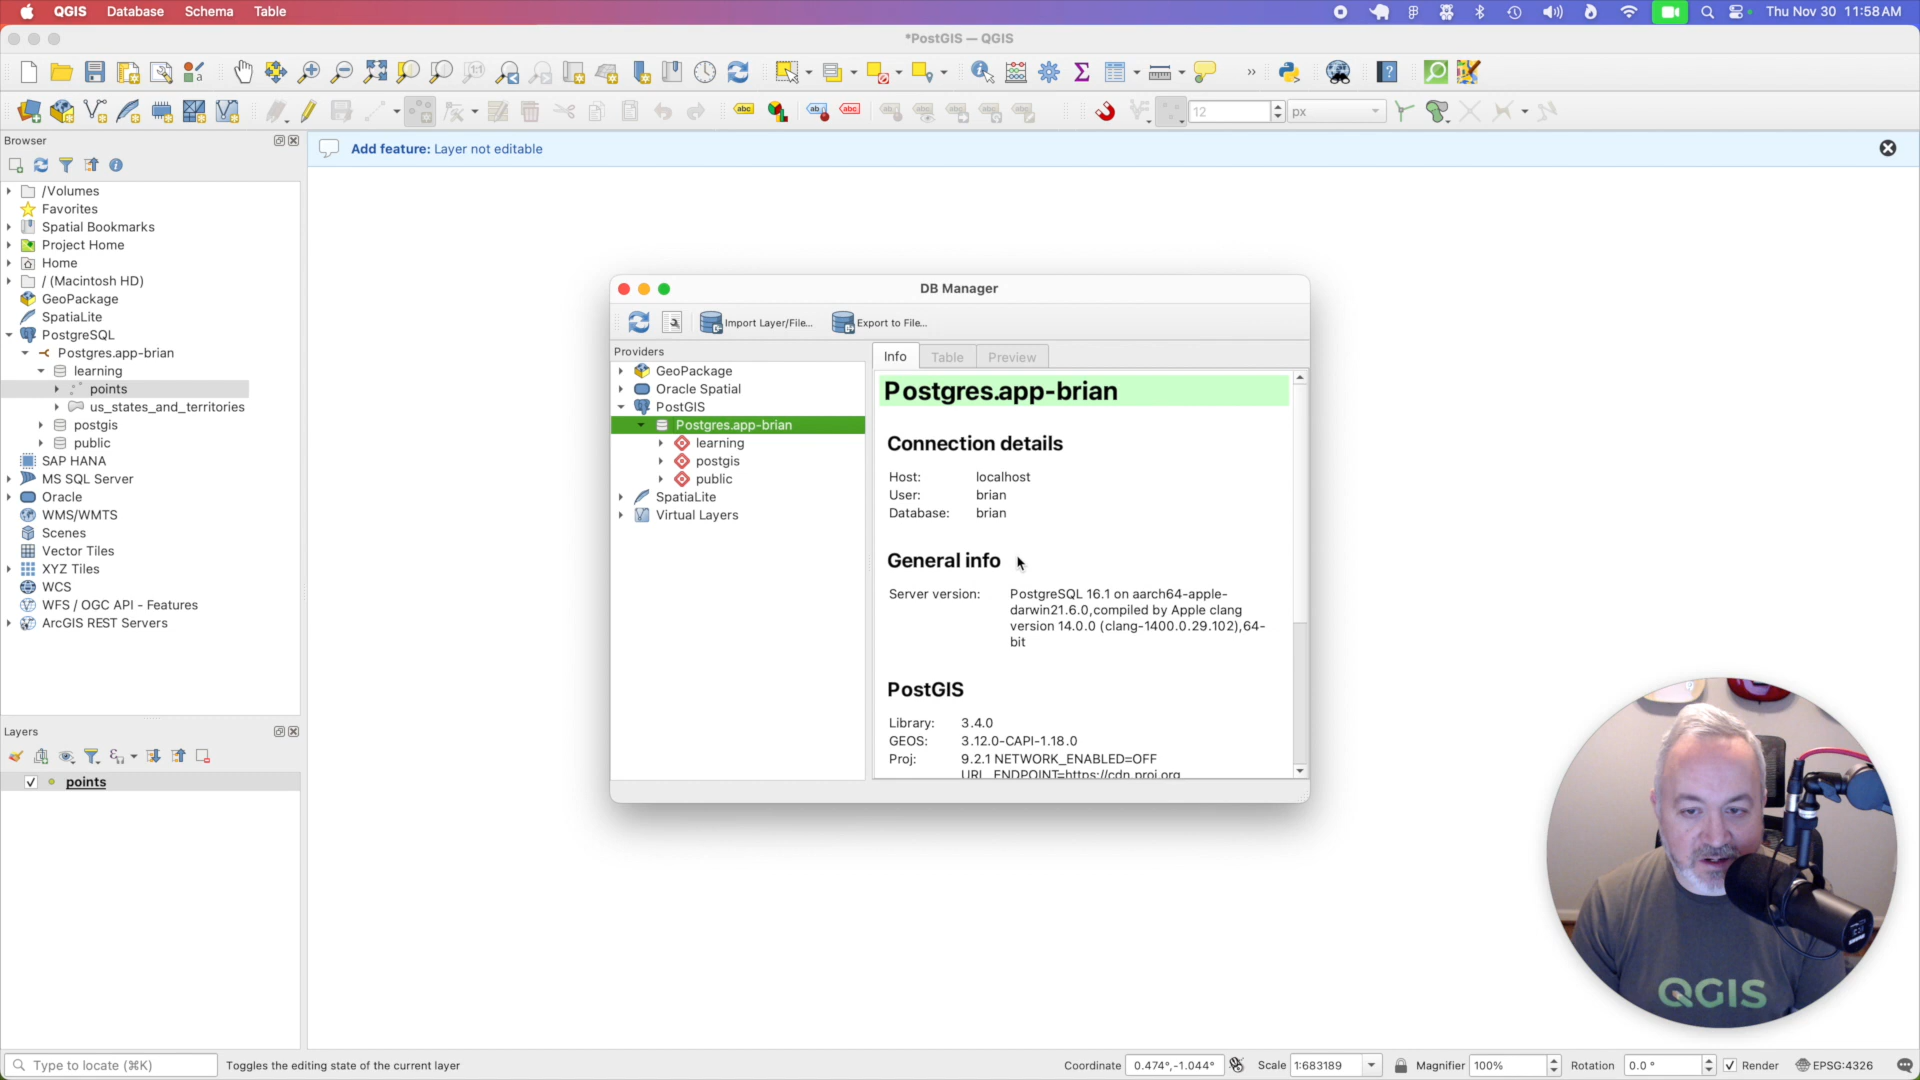 QGIS Database Schema Table
Thu Nov 30 11:58 AM
*PostGIS — QGIS
abc
abc
12
px
Browser
Add feature: Layer not editable
/Volumes
Favorites
Spatial Bookmarks
Project Home
Home
/ (Macintosh HD)
GeoPackage
SpatiaLite
PostgreSQL
Postgres.app-brian
learning
points
us_states_and_territories
postgis
public
SAP HANA
MS SQL Server
Oracle
WMS/WMTS
Scenes
Vector Tiles
XYZ Tiles
WCS
WFS / OGC API - Features
ArcGIS REST Servers
Layers
points
DB Manager
Import Layer/File...
Export to File...
Providers
GeoPackage
Oracle Spatial
PostGIS
Postgres.app-brian
learning
postgis
public
SpatiaLite
Virtual Layers
Info
Table
Preview
Postgres.app-brian
Connection details
Host: localhost
User: brian
Database: brian
General info
Server version: PostgreSQL 16.1 on aarch64-apple-
darwin21.6.0,compiled by Apple clang
version 14.0.0 (clang-1400.0.29.102),64-
bit
PostGIS
Library: 3.4.0
GEOS: 3.12.0-CAPI-1.18.0
Proj: 9.2.1 NETWORK_ENABLED=OFF
URL_ENDPOINT=https://cdn.proj.org
QGIS
Type to locate (⌘K)
Toggles the editing state of the current layer
Coordinate 0.474°,-1.044°
Scale 1:683189
Magnifier 100%
Rotation 0.0 °
Render
EPSG:4326